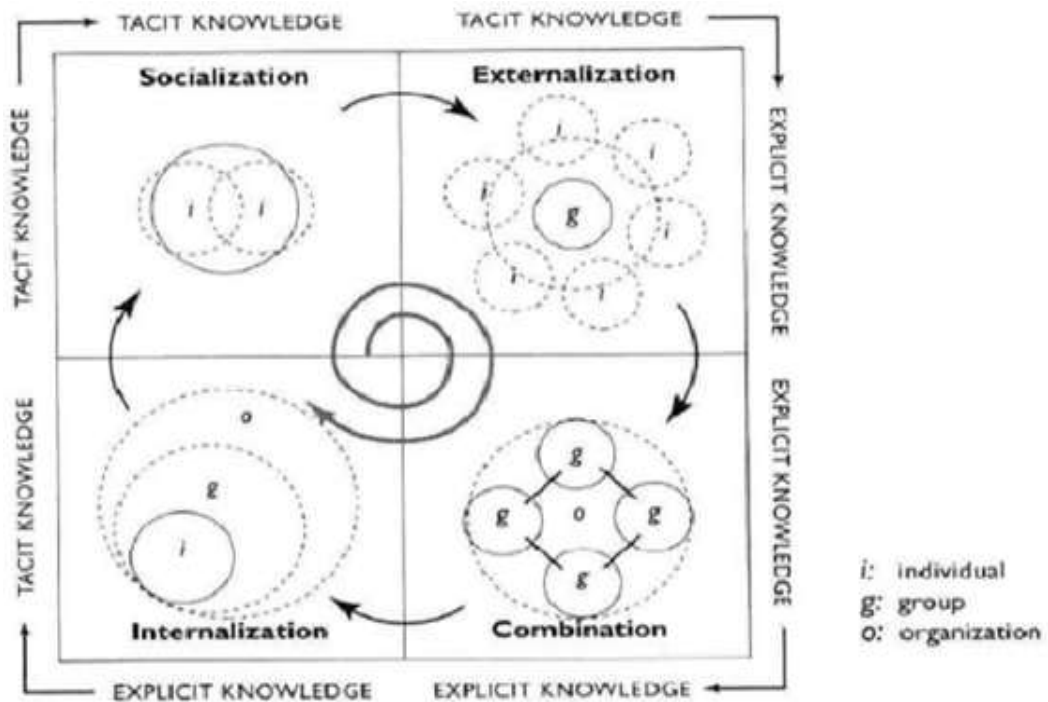 TACIT KNOWLEDGE
TACIT KNOWLEDGE
Socialization
Externalization
TACIT KNOWLEDGE
EXPLICIT KNOWLEDGE
i
i
i
i
i
g
i
i
i
TACIT KNOWLEDGE
EXPLICIT KNOWLEDGE
o
g
i
g
g
o
g
g
Internalization
Combination
i: individual
g: group
o: organization
EXPLICIT KNOWLEDGE
EXPLICIT KNOWLEDGE